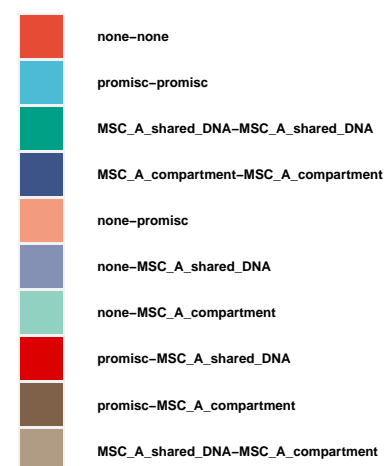 none−none
promisc−promisc
MSC_A_shared_DNA−MSC_A_shared_DNA
MSC_A_compartment−MSC_A_compartment
none−promisc
none−MSC_A_shared_DNA
none−MSC_A_compartment
promisc−MSC_A_shared_DNA
promisc−MSC_A_compartment
MSC_A_shared_DNA−MSC_A_compartment